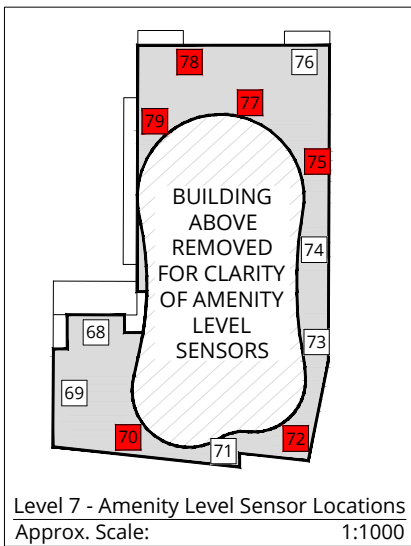 78
76
77
79
75
BUILDING
ABOVE
REMOVED
FOR CLARITY
OF AMENITY
LEVEL
SENSORS
74
68
73
69
70
71
72
Level 7 - Amenity Level Sensor Locations
Approx. Scale: 1:1000